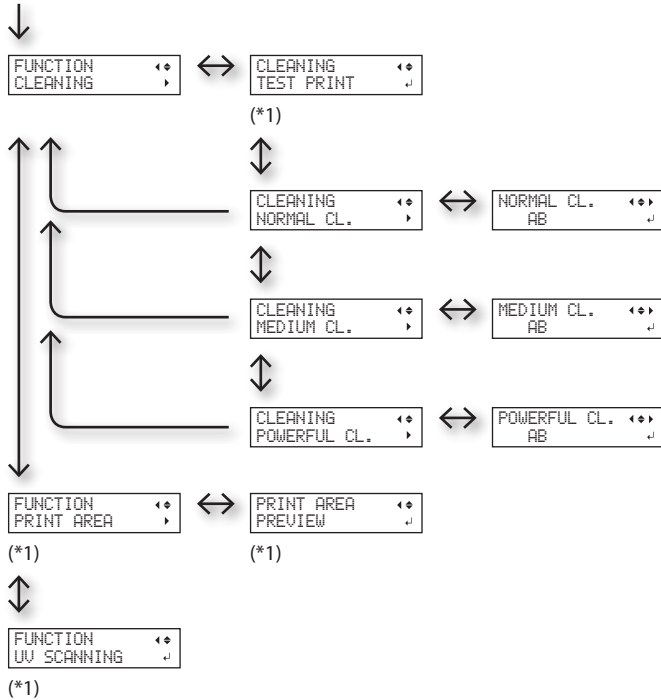 FUNCTION
CLEANING
CLEANING
TEST PRINT
(*1)
CLEANING
NORMAL CL.
NORMAL CL.
AB
CLEANING
MEDIUM CL.
MEDIUM CL.
AB
CLEANING
POWERFUL CL.
POWERFUL CL.
AB
FUNCTION
PRINT AREA
(*1)
PRINT AREA
PREVIEW
(*1)
FUNCTION
UV SCANNING
(*1)